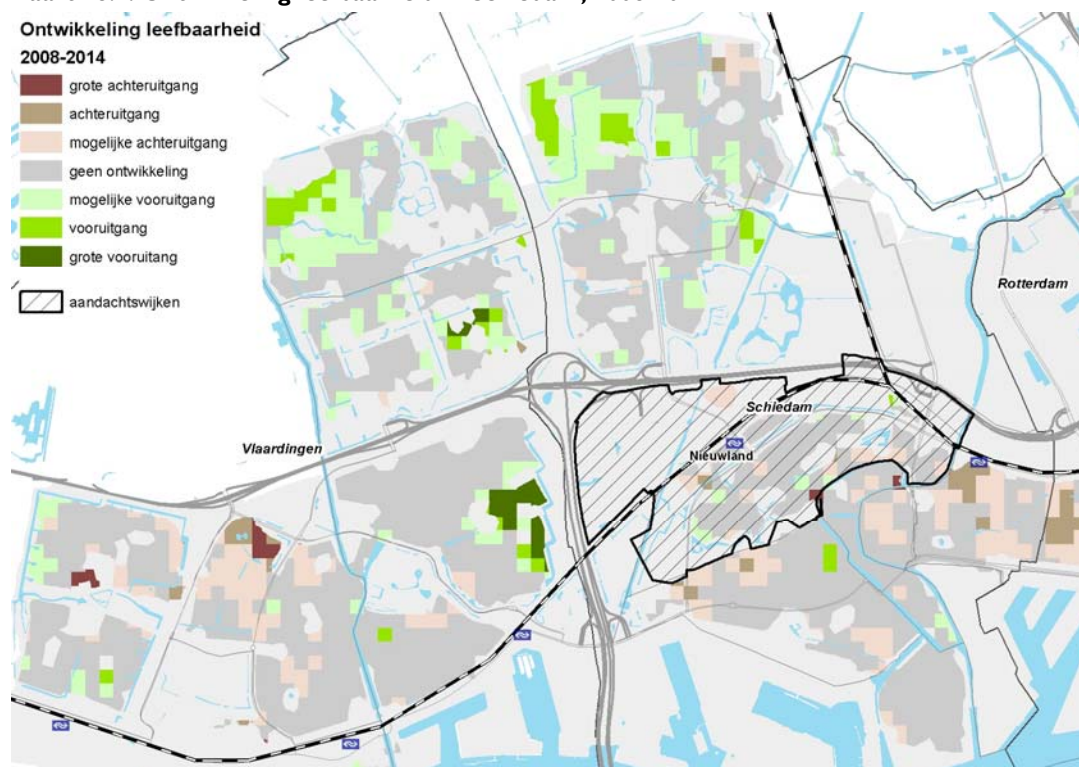 Ontwikkeling leefbaarheid
2008-2014
grote achteruitgang
achteruitgang
mogelijke achteruitgang
geen ontwikkeling
mogelijke vooruitgang
vooruitgang
grote vooruitang
aandachtswijken
Rotterdam
Schiedam
Vlaardingen
Nieuwland